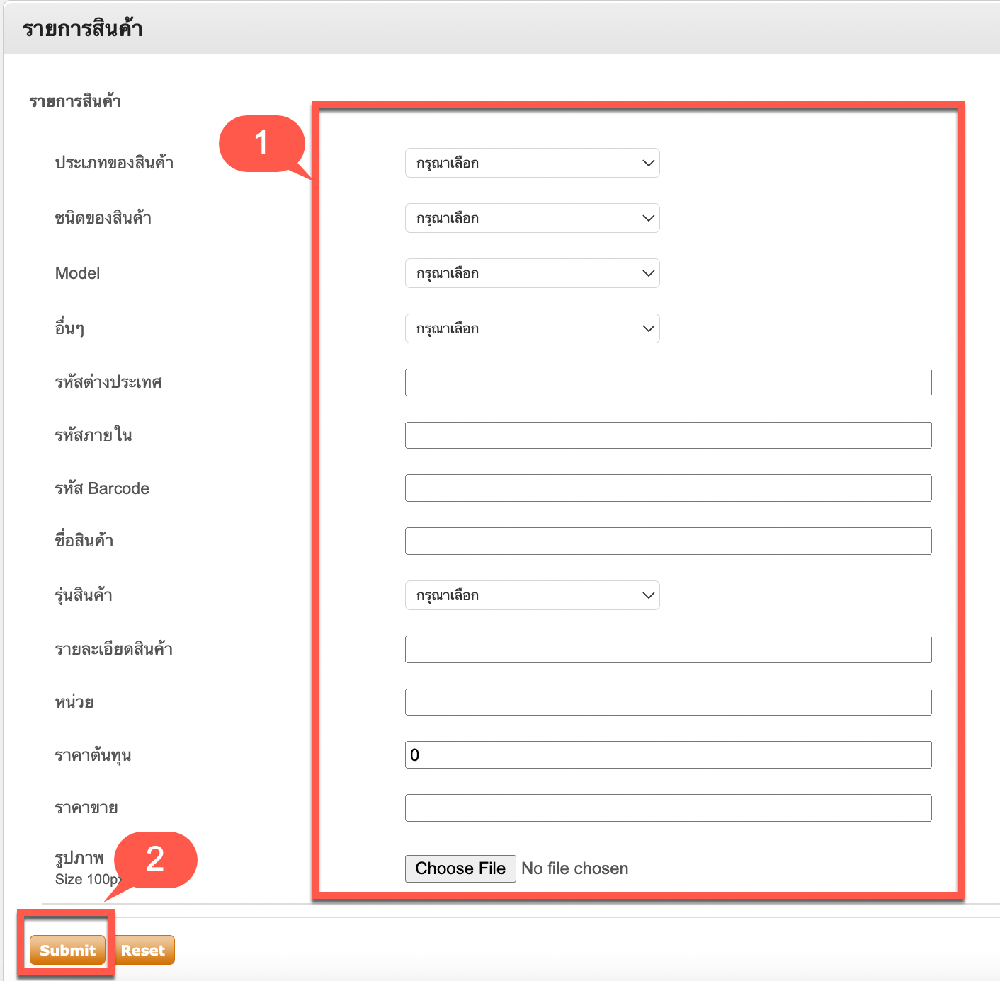 รายการสินค้า
รายการสินค้า
1
ประเภทของสินค้า กรุณาเลือก
ชนิดของสินค้า กรุณาเลือก
Model กรุณาเลือก
อื่นๆ กรุณาเลือก
รหัสต่างประเทศ
รหัสภายใน
รหัส Barcode
ชื่อสินค้า
รุ่นสินค้า กรุณาเลือก
รายละเอียดสินค้า
หน่วย
ราคาต้นทุน 0
ราคาขาย
รูปภาพ 2 Choose File No file chosen
Size 100px
Submit Reset